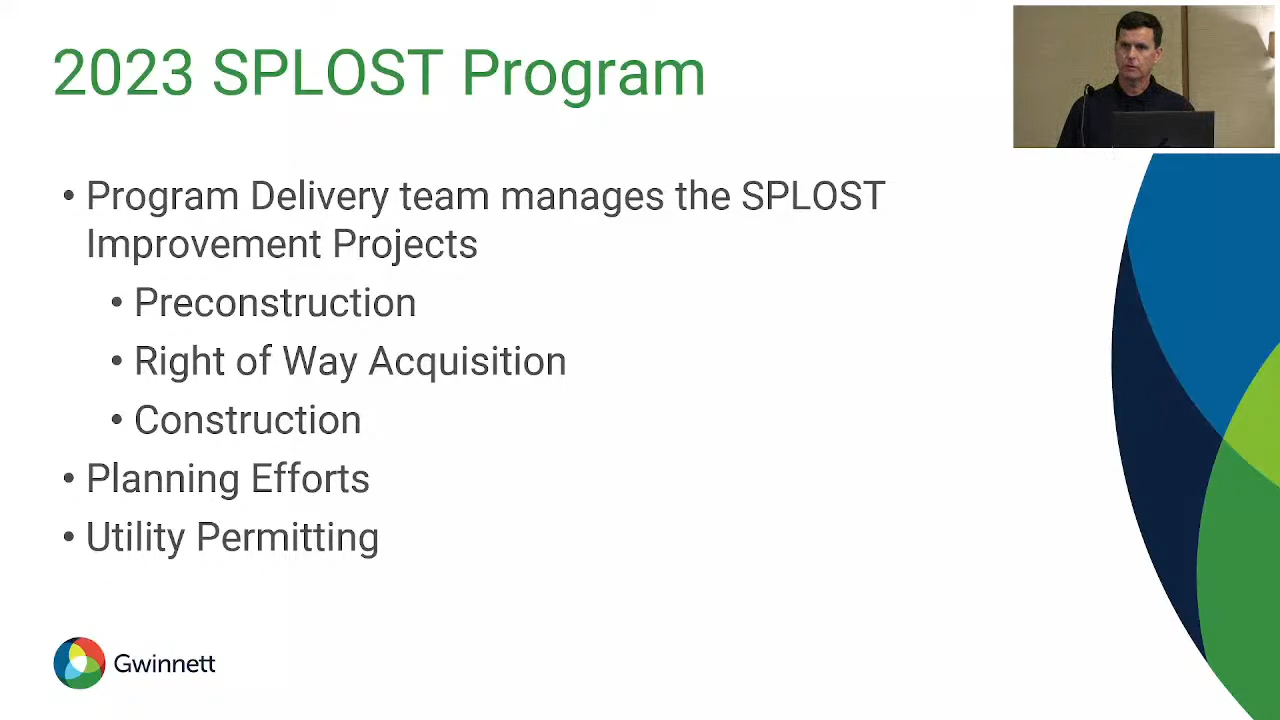 2023 SPLOST Program
• Program Delivery team manages the SPLOST
Improvement Projects
• Preconstruction
• Right of Way Acquisition
• Construction
• Planning Efforts
• Utility Permitting
Gwinnett